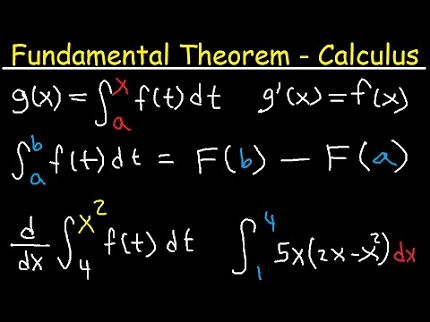 Fundamental Theorem - Calculus
g(x) = ∫ₐˣ f(t) dt g'(x) = f(x)
∫ₐᵇ f(t) dt = F(b) − F(a)
d/dx ∫₄^(x²) f(t) dt ∫₁⁴ 5x(2x-x²)dx